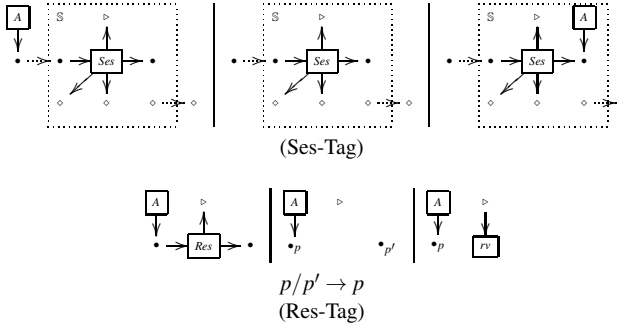 A 𝕊 ▷ 𝕊 ▷ 𝕊 ▷ A
Ses Ses Ses
(Ses-Tag)
A ▷ A ▷ A ▷
Res p p′ p rv
p/p′ → p
(Res-Tag)